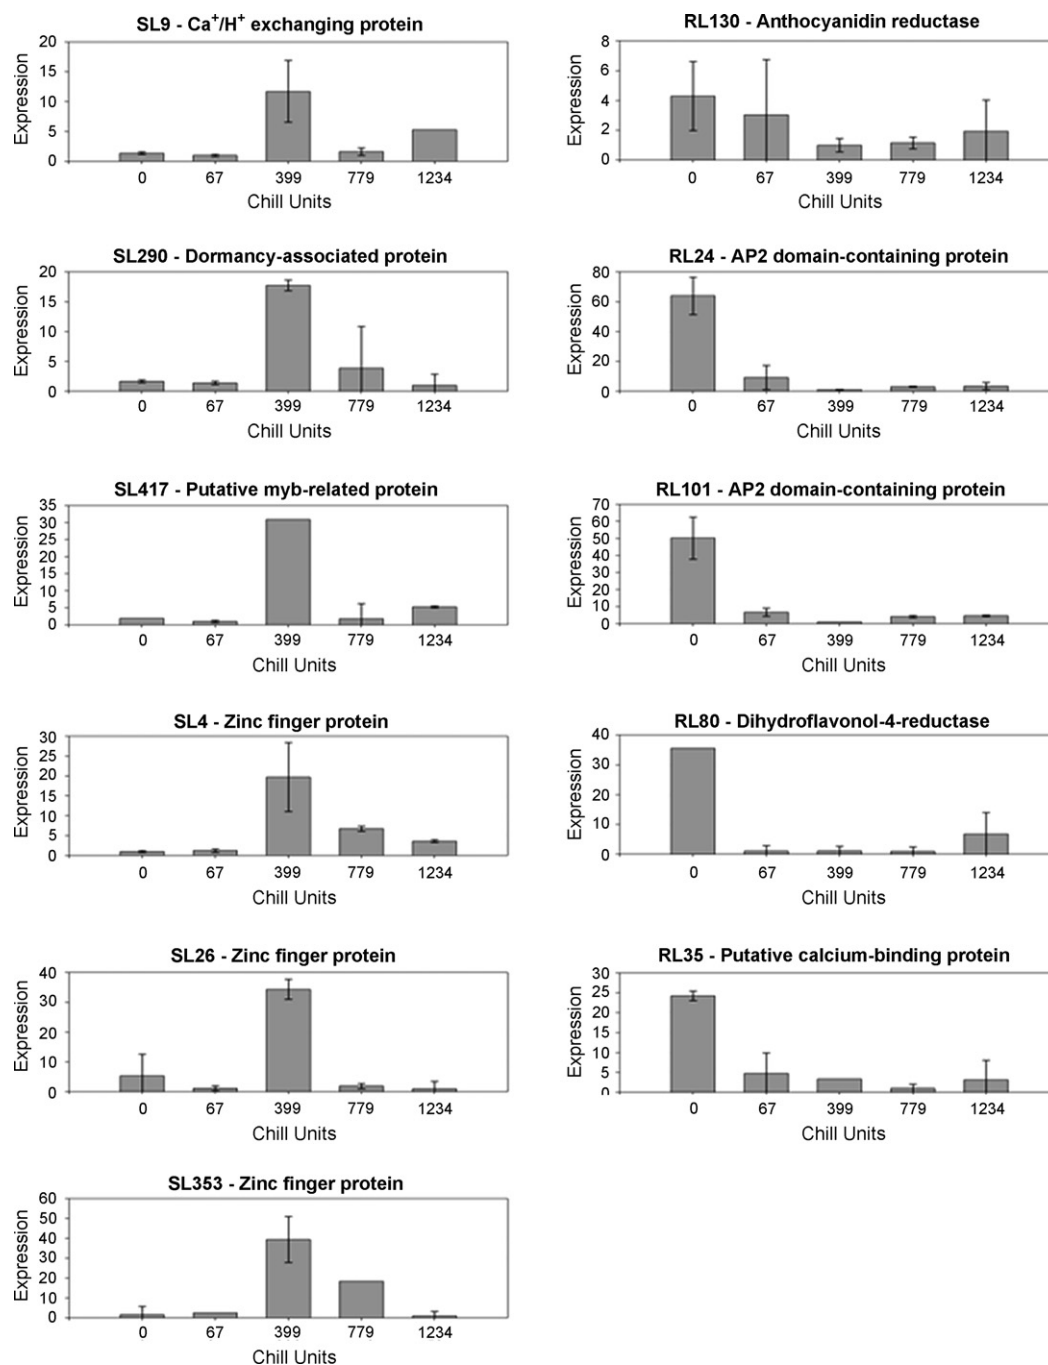 SL9 - Ca⁺/H⁺ exchanging protein
Expression
20
15
10
5
0
0 67 399 779 1234
Chill Units
RL130 - Anthocyanidin reductase
Expression
8
6
4
2
0
0 67 399 779 1234
Chill Units
SL290 - Dormancy-associated protein
Expression
20
15
10
5
0
0 67 399 779 1234
Chill Units
RL24 - AP2 domain-containing protein
Expression
80
60
40
20
0
0 67 399 779 1234
Chill Units
SL417 - Putative myb-related protein
Expression
35
30
25
20
15
10
5
0
0 67 399 779 1234
Chill Units
RL101 - AP2 domain-containing protein
Expression
70
60
50
40
30
20
10
0
0 67 399 779 1234
Chill Units
SL4 - Zinc finger protein
Expression
30
25
20
15
10
5
0
0 67 399 779 1234
Chill Units
RL80 - Dihydroflavonol-4-reductase
Expression
40
30
20
10
0
0 67 399 779 1234
Chill Units
SL26 - Zinc finger protein
Expression
40
30
20
10
0
0 67 399 779 1234
Chill Units
RL35 - Putative calcium-binding protein
Expression
30
25
20
15
10
5
0
0 67 399 779 1234
Chill Units
SL353 - Zinc finger protein
Expression
60
50
40
30
20
10
0
0 67 399 779 1234
Chill Units